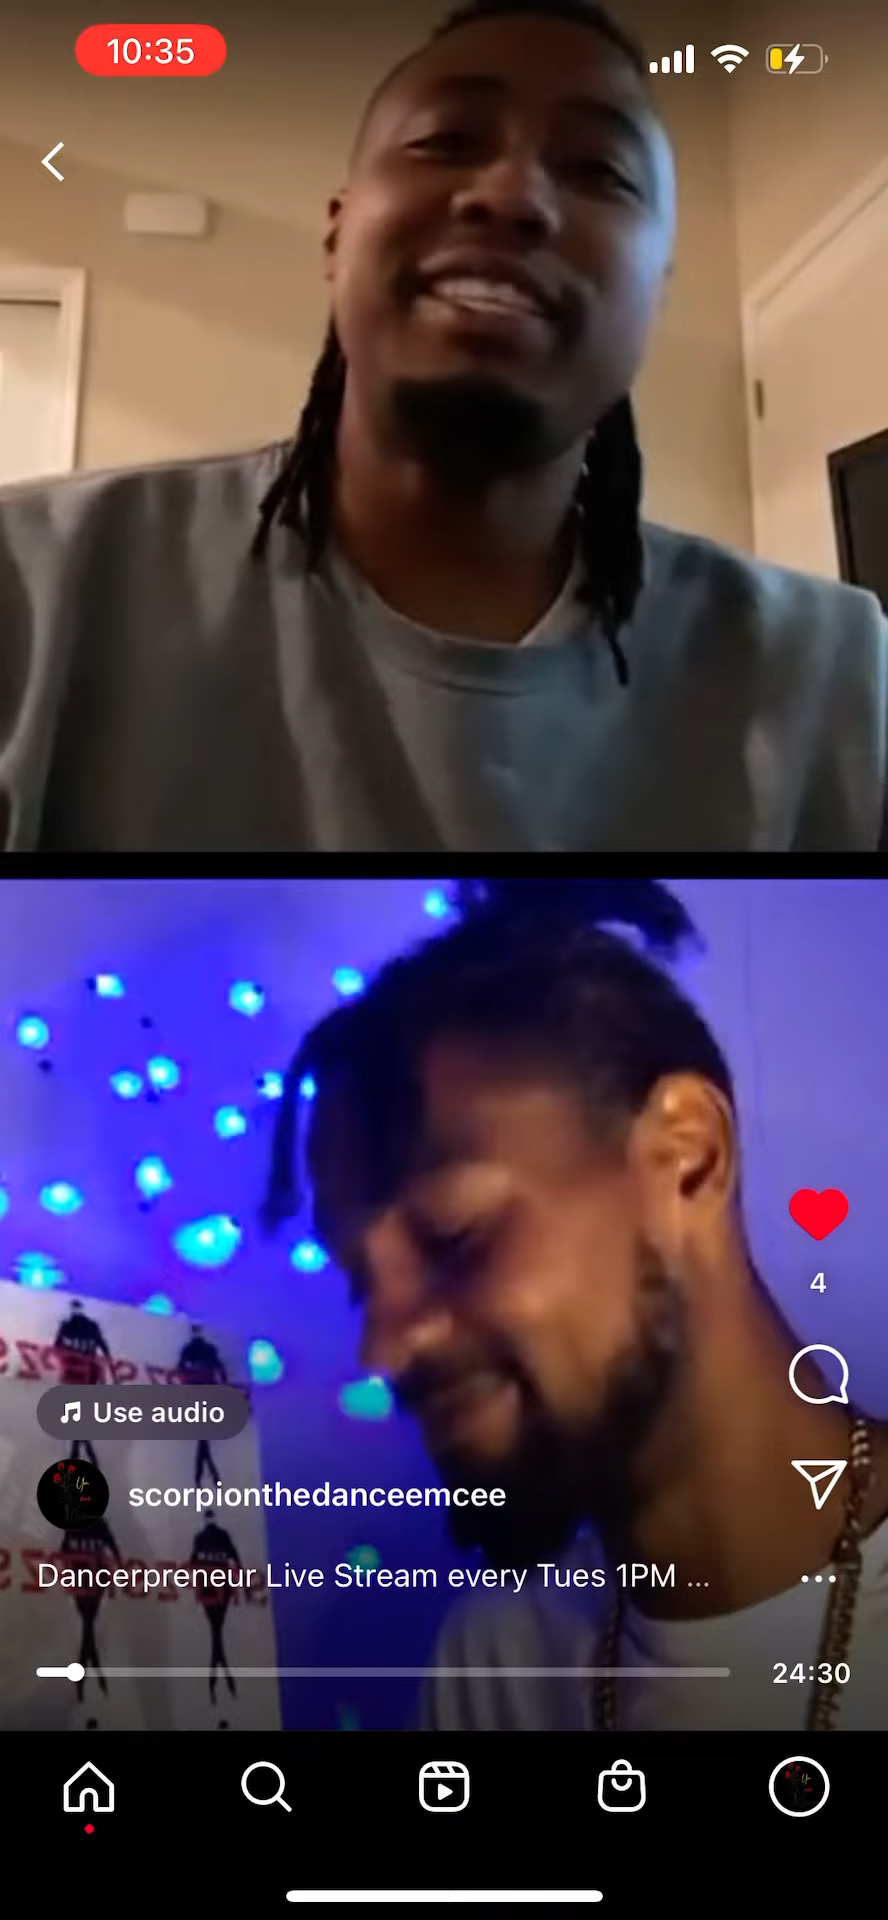 10:35
Use audio
scorpionthedanceemcee
Dancerpreneur Live Stream every Tues 1PM ...
24:30
4